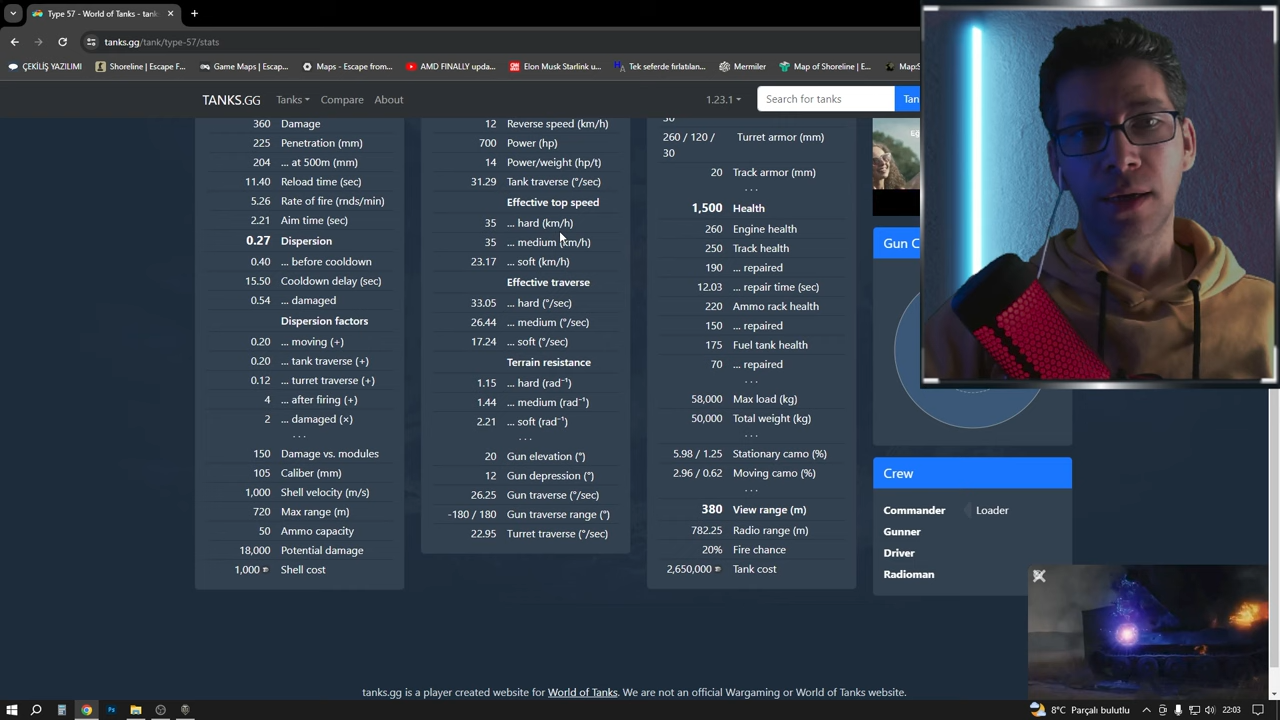 Type 57 - World of Tanks - tanks.g
tanks.gg/tank/type-57/stats
ÇEKİLİŞ YAZILIMI
Shoreline | Escape F...
Game Maps | Escap...
Maps - Escape from...
AMD FINALLY upda...
Elon Musk Starlink u...
Tek seferde fırlatılan...
Mermiler
Map of Shoreline | E...
TANKS.GG
Tanks
Compare
About
1.23.1
Search for tanks
Tan
360 Damage
225 Penetration (mm)
204 ... at 500m (mm)
11.40 Reload time (sec)
5.26 Rate of fire (rnds/min)
2.21 Aim time (sec)
0.27 Dispersion
0.40 ... before cooldown
15.50 Cooldown delay (sec)
0.54 ... damaged
Dispersion factors
0.20 ... moving (+)
0.20 ... tank traverse (+)
0.12 ... turret traverse (+)
4 ... after firing (+)
2 ... damaged (×)
...
150 Damage vs. modules
105 Caliber (mm)
1,000 Shell velocity (m/s)
720 Max range (m)
50 Ammo capacity
18,000 Potential damage
1,000 Shell cost
12 Reverse speed (km/h)
700 Power (hp)
14 Power/weight (hp/t)
31.29 Tank traverse (°/sec)
Effective top speed
35 ... hard (km/h)
35 ... medium (km/h)
23.17 ... soft (km/h)
Effective traverse
33.05 ... hard (°/sec)
26.44 ... medium (°/sec)
17.24 ... soft (°/sec)
Terrain resistance
1.15 ... hard (rad⁻¹)
1.44 ... medium (rad⁻¹)
2.21 ... soft (rad⁻¹)
...
20 Gun elevation (°)
12 Gun depression (°)
26.25 Gun traverse (°/sec)
-180 / 180 Gun traverse range (°)
22.95 Turret traverse (°/sec)
30
260 / 120 / Turret armor (mm)
30
20 Track armor (mm)
...
1,500 Health
260 Engine health
250 Track health
190 ... repaired
12.03 ... repair time (sec)
220 Ammo rack health
150 ... repaired
175 Fuel tank health
70 ... repaired
...
58,000 Max load (kg)
50,000 Total weight (kg)
...
5.98 / 1.25 Stationary camo (%)
2.96 / 0.62 Moving camo (%)
...
380 View range (m)
782.25 Radio range (m)
20% Fire chance
2,650,000 Tank cost
Gun C
Crew
Commander Loader
Gunner
Driver
Radioman
tanks.gg is a player created website for World of Tanks. We are not an official Wargaming or World of Tanks website.
8°C Parçalı bulutlu
22:03